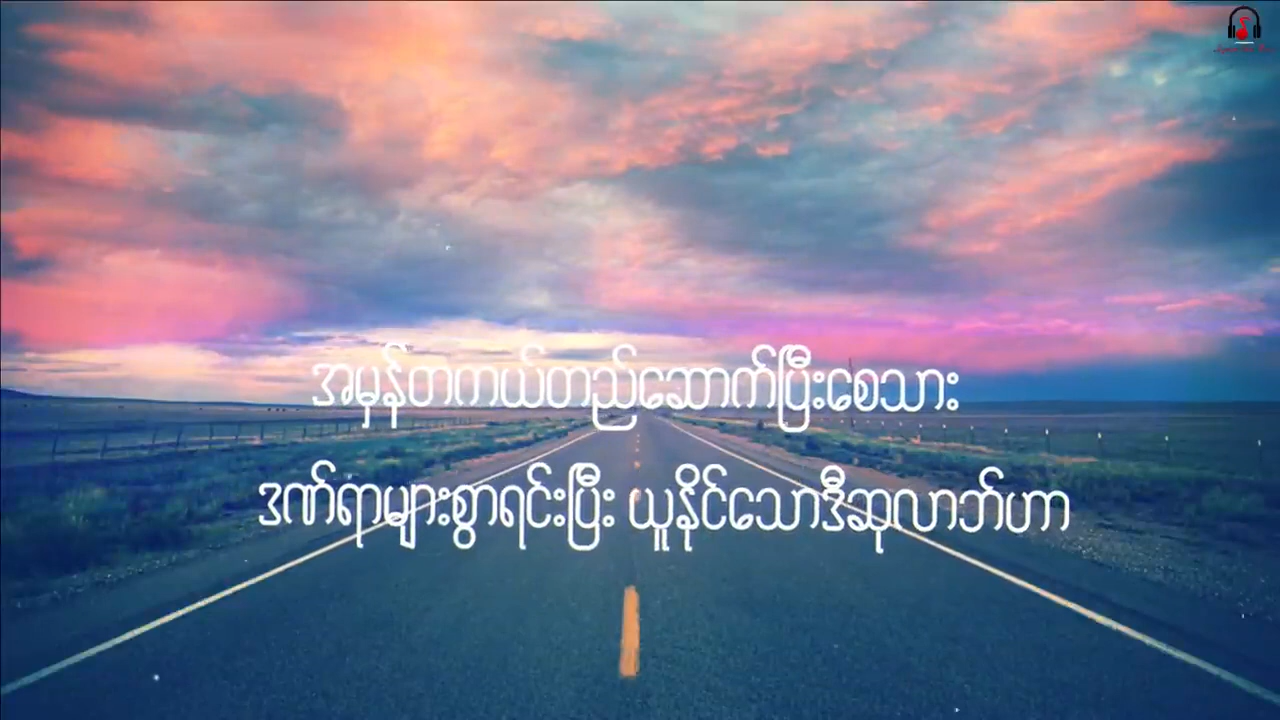 အမှန်တကယ်တည်ဆောက်ပြီးစေသား
ဒဏ်ရာများစွာရင်းပြီး ယူနိုင်သောဒီဆုလာဘ်ဟာ